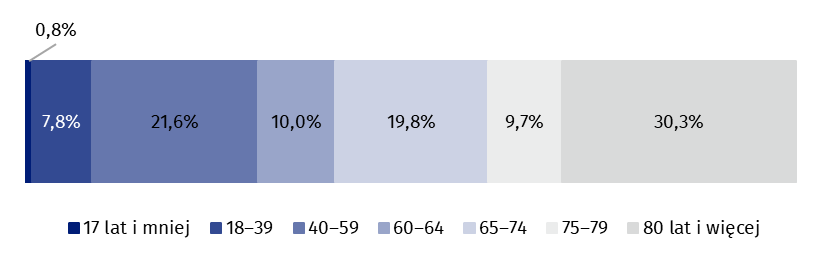 0,8%
7,8% 21,6% 10,0% 19,8% 9,7% 30,3%
17 lat i mniej 18–39 40–59 60–64 65–74 75–79 80 lat i więcej